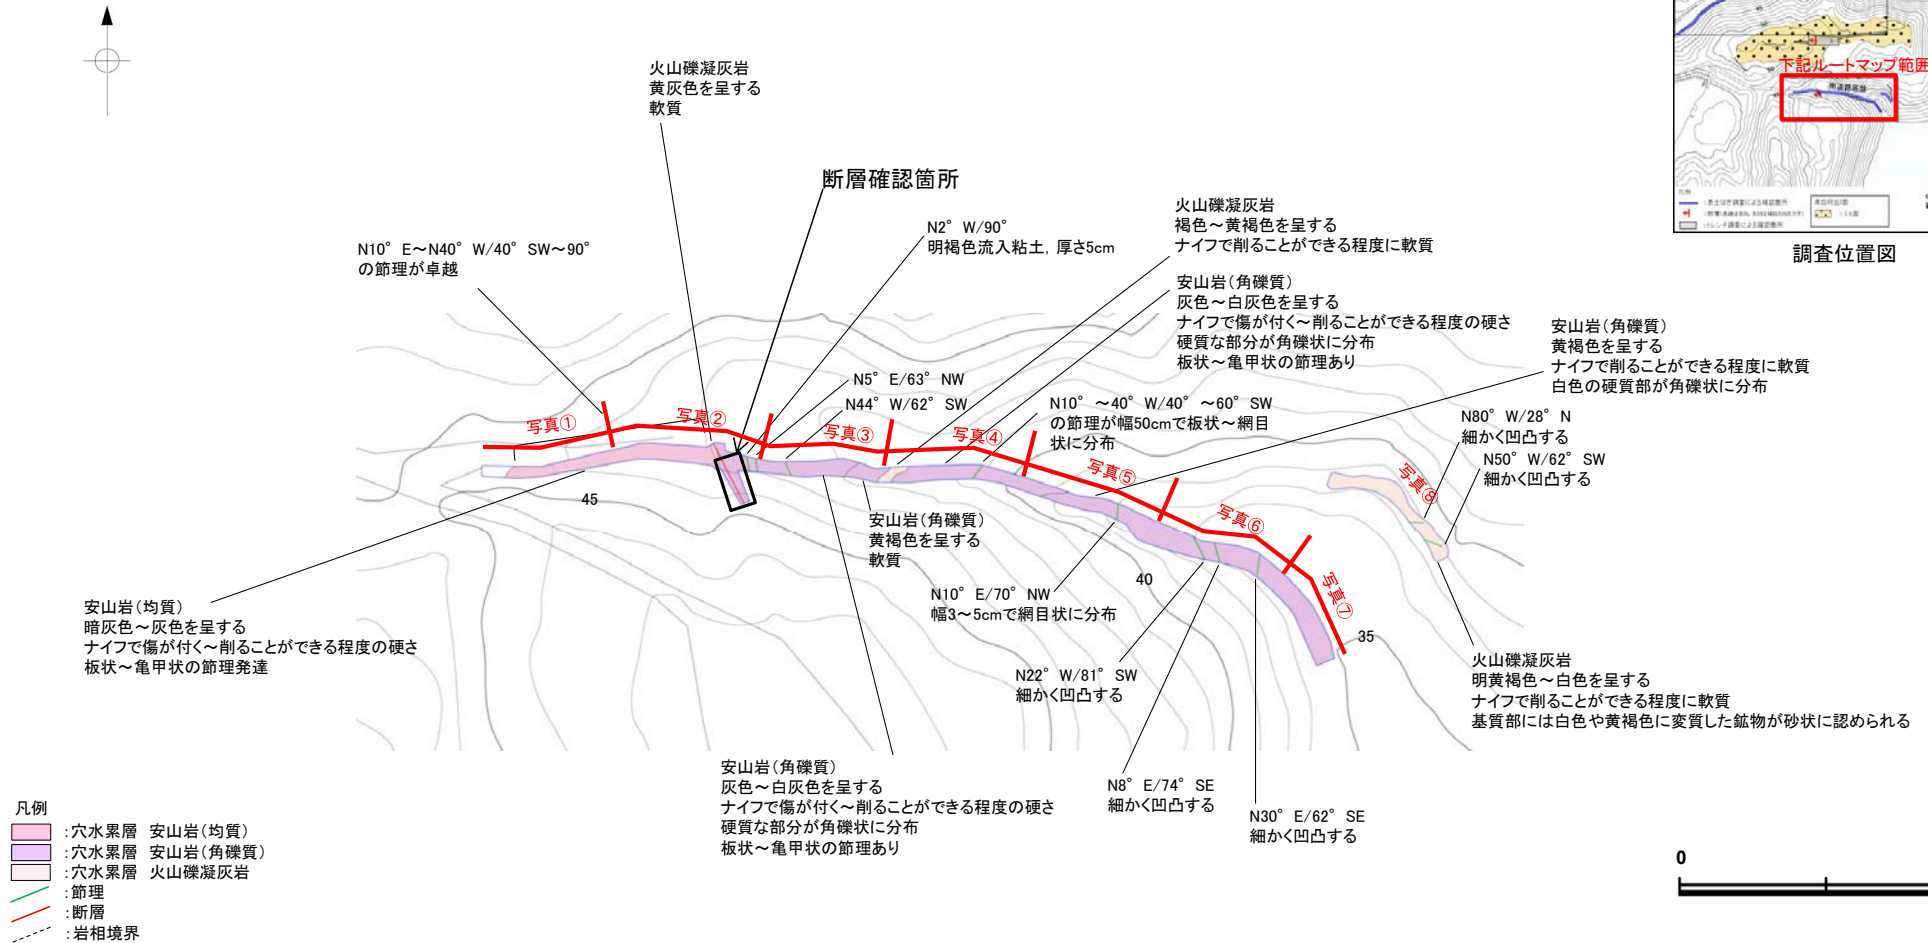 下記ルートマップ範囲
南道路底盤
調査位置図
火山礫凝灰岩
黄灰色を呈する
軟質
断層確認箇所
N10°E～N40°W/40°SW～90°
の節理が卓越
N2°W/90°
明褐色流入粘土，厚さ5cm
火山礫凝灰岩
褐色～黄褐色を呈する
ナイフで削ることができる程度に軟質
安山岩（角礫質）
灰色～白灰色を呈する
ナイフで傷が付く～削ることができる程度の硬さ
硬質な部分が角礫状に分布
板状～亀甲状の節理あり
安山岩（角礫質）
黄褐色を呈する
ナイフで削ることができる程度に軟質
白色の硬質部が角礫状に分布
N5°E/63°NW
N44°W/62°SW
N10°～40°W/40°～60°SW
の節理が幅50cmで板状～網目
状に分布
N80°W/28°N
細かく凹凸する
N50°W/62°SW
細かく凹凸する
写真①
写真②
写真③
写真④
写真⑤
写真⑥
写真⑦
写真⑧
45
40
35
安山岩（角礫質）
黄褐色を呈する
軟質
N10°E/70°NW
幅3～5cmで網目状に分布
安山岩（均質）
暗灰色～灰色を呈する
ナイフで傷が付く～削ることができる程度の硬さ
板状～亀甲状の節理発達
N22°W/81°SW
細かく凹凸する
火山礫凝灰岩
明黄褐色～白色を呈する
ナイフで削ることができる程度に軟質
基質部には白色や黄褐色に変質した鉱物が砂状に認められる
安山岩（角礫質）
灰色～白灰色を呈する
ナイフで傷が付く～削ることができる程度の硬さ
硬質な部分が角礫状に分布
板状～亀甲状の節理あり
N8°E/74°SE
細かく凹凸する
N30°E/62°SE
細かく凹凸する
凡例
：穴水累層 安山岩（均質）
：穴水累層 安山岩（角礫質）
：穴水累層 火山礫凝灰岩
：節理
：断層
：岩相境界
0